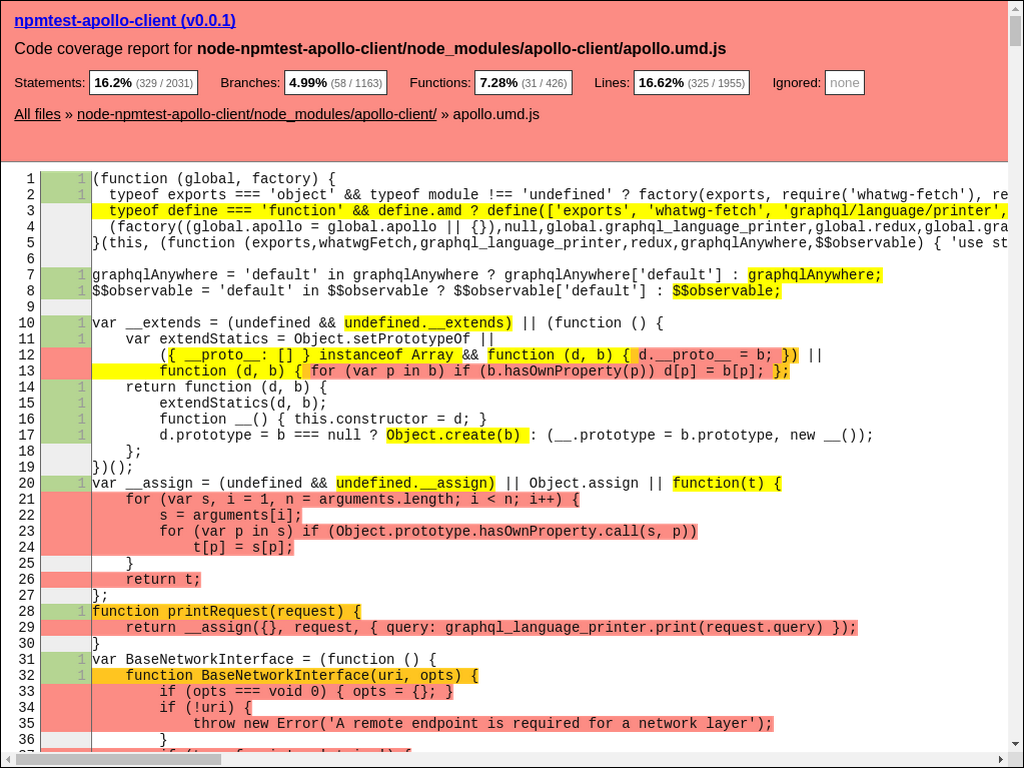 npmtest-apollo-client (v0.0.1)
Code coverage report for node-npmtest-apollo-client/node_modules/apollo-client/apollo.umd.js
Statements: 16.2% (329 / 2031) Branches: 4.99% (58 / 1163) Functions: 7.28% (31 / 426) Lines: 16.62% (325 / 1955) Ignored: none
All files » node-npmtest-apollo-client/node_modules/apollo-client/ » apollo.umd.js
1 1 (function (global, factory) {
2 1 typeof exports === 'object' && typeof module !== 'undefined' ? factory(exports, require('whatwg-fetch'), re
3 typeof define === 'function' && define.amd ? define(['exports', 'whatwg-fetch', 'graphql/language/printer',
4 (factory((global.apollo = global.apollo || {}),null,global.graphql_language_printer,global.redux,global.gra
5 }(this, (function (exports,whatwgFetch,graphql_language_printer,redux,graphqlAnywhere,$$observable) { 'use st
6
7 1 graphqlAnywhere = 'default' in graphqlAnywhere ? graphqlAnywhere['default'] : graphqlAnywhere;
8 1 $$observable = 'default' in $$observable ? $$observable['default'] : $$observable;
9
10 1 var __extends = (undefined && undefined.__extends) || (function () {
11 1 var extendStatics = Object.setPrototypeOf ||
12 ({ __proto__: [] } instanceof Array && function (d, b) { d.__proto__ = b; }) ||
13 function (d, b) { for (var p in b) if (b.hasOwnProperty(p)) d[p] = b[p]; };
14 1 return function (d, b) {
15 1 extendStatics(d, b);
16 1 function __() { this.constructor = d; }
17 1 d.prototype = b === null ? Object.create(b) : (__.prototype = b.prototype, new __());
18 };
19 })();
20 1 var __assign = (undefined && undefined.__assign) || Object.assign || function(t) {
21 for (var s, i = 1, n = arguments.length; i < n; i++) {
22 s = arguments[i];
23 for (var p in s) if (Object.prototype.hasOwnProperty.call(s, p))
24 t[p] = s[p];
25 }
26 return t;
27 };
28 1 function printRequest(request) {
29 return __assign({}, request, { query: graphql_language_printer.print(request.query) });
30 }
31 1 var BaseNetworkInterface = (function () {
32 1 function BaseNetworkInterface(uri, opts) {
33 if (opts === void 0) { opts = {}; }
34 if (!uri) {
35 throw new Error('A remote endpoint is required for a network layer');
36 }